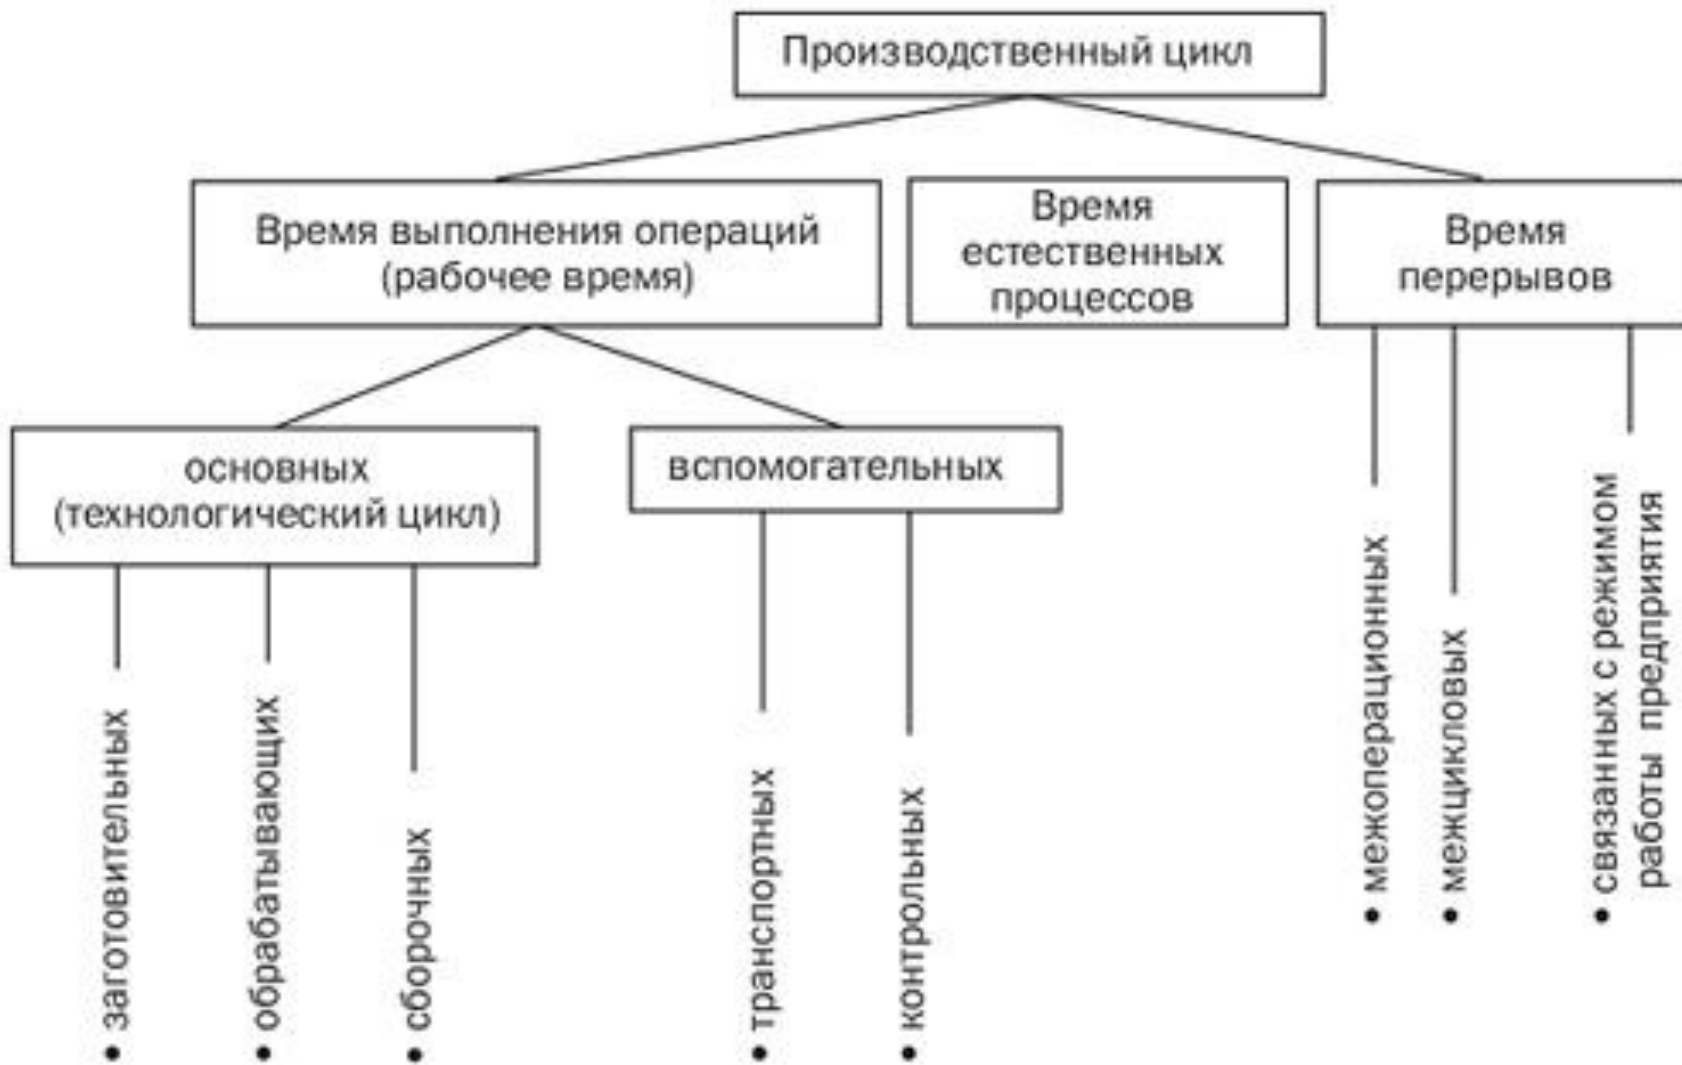 Производственный цикл
Время выполнения операций
(рабочее время)
Время
естественных
процессов
Время
перерывов
основных
(технологический цикл)
вспомогательных
• заготовительных
• обрабатывающих
• сборочных
• транспортных
• контрольных
• межоперационных
• межцикловых
• связанных с режимом
работы предприятия